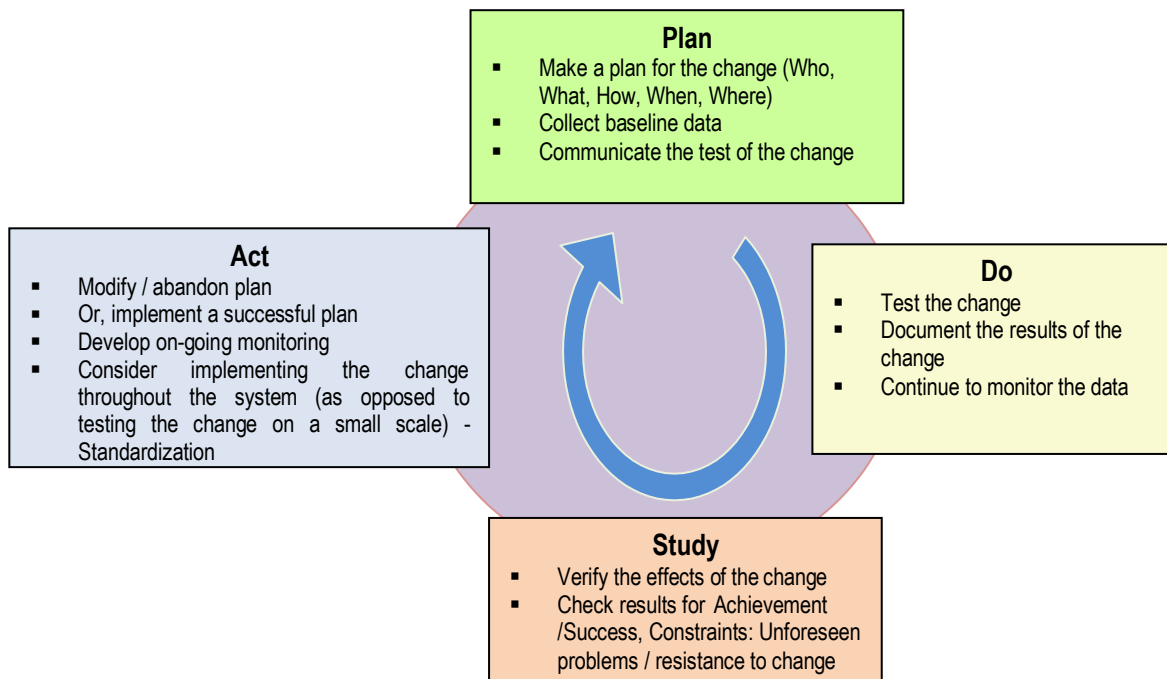 Plan
▪ Make a plan for the change (Who,
What, How, When, Where)
▪ Collect baseline data
▪ Communicate the test of the change
Act
▪ Modify / abandon plan
▪ Or, implement a successful plan
▪ Develop on-going monitoring
▪ Consider implementing the change
throughout the system (as opposed to
testing the change on a small scale) -
Standardization
Do
▪ Test the change
▪ Document the results of the
change
▪ Continue to monitor the data
Study
▪ Verify the effects of the change
▪ Check results for Achievement
/Success, Constraints: Unforeseen
problems / resistance to change